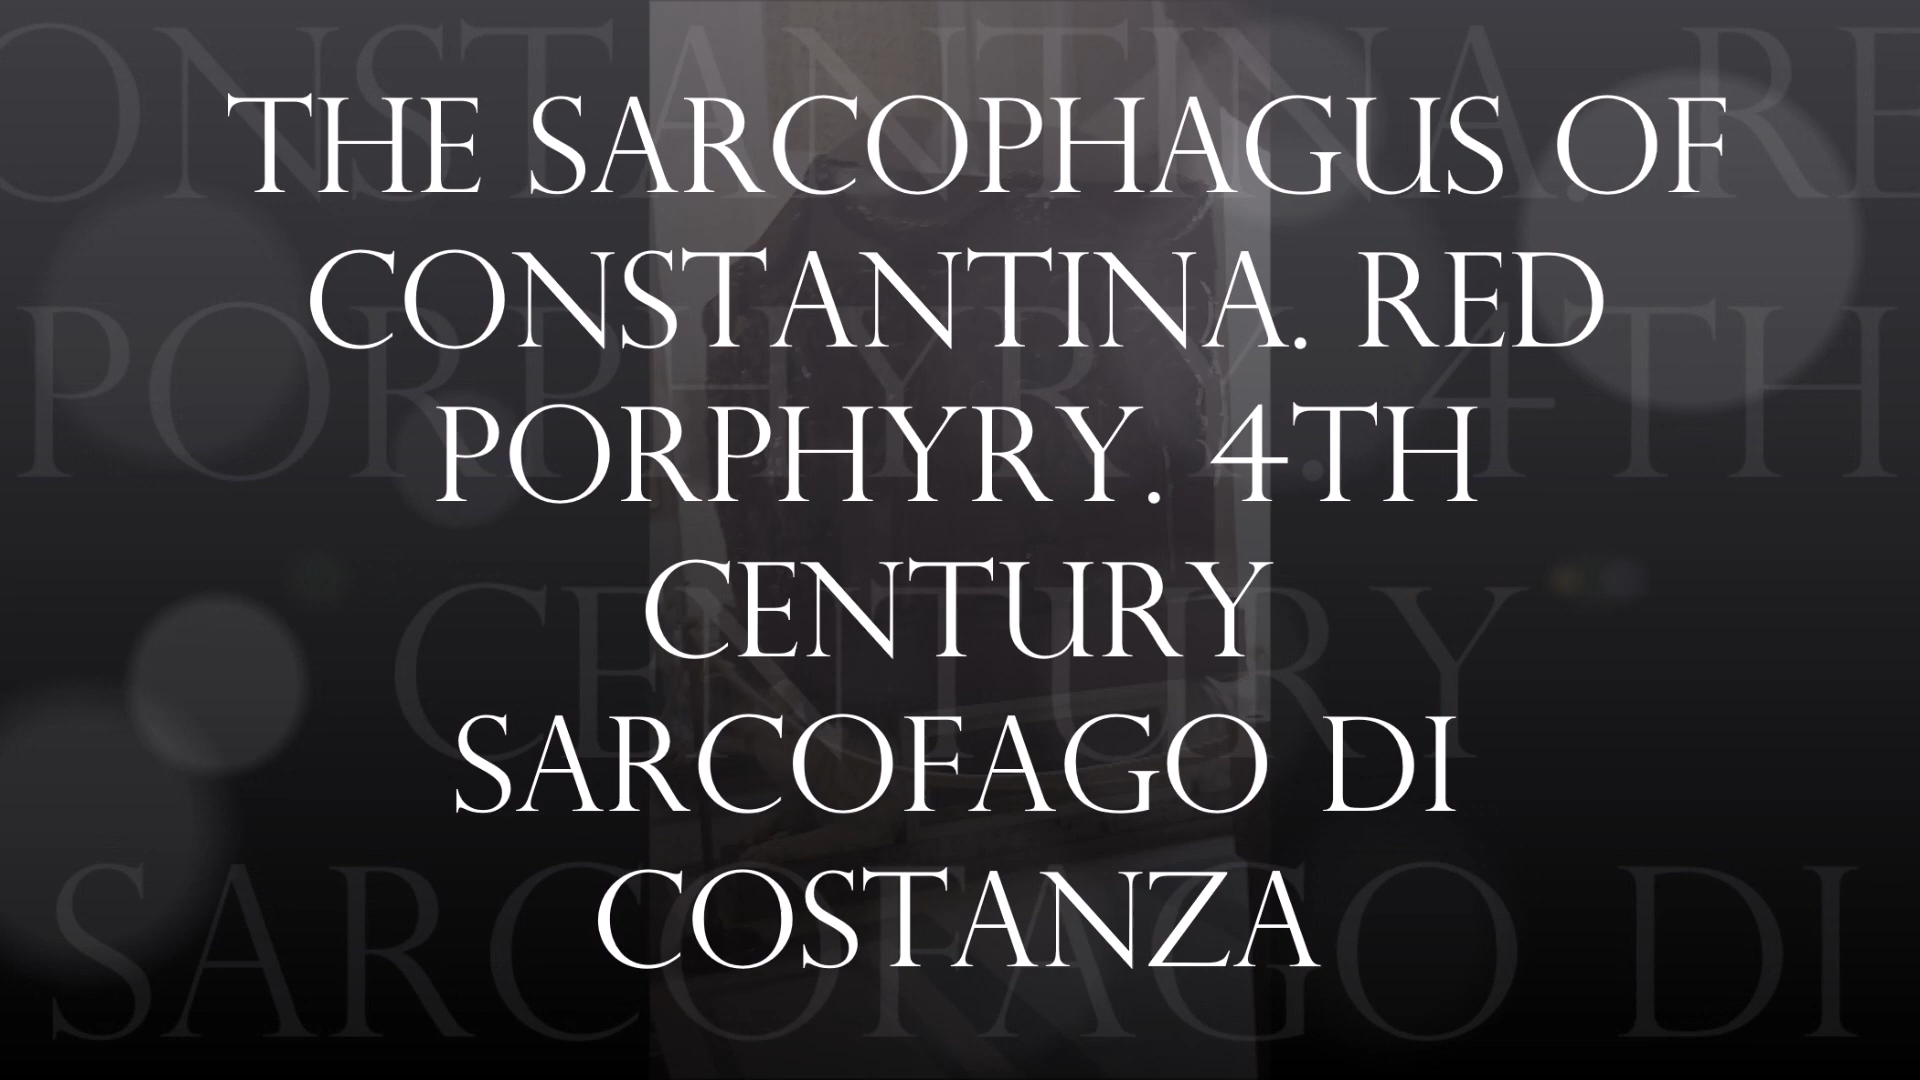 THE SARCOPHAGUS OF
CONSTANTINA. RED
PORPHYRY. 4TH
CENTURY
SARCOFAGO DI
COSTANZA